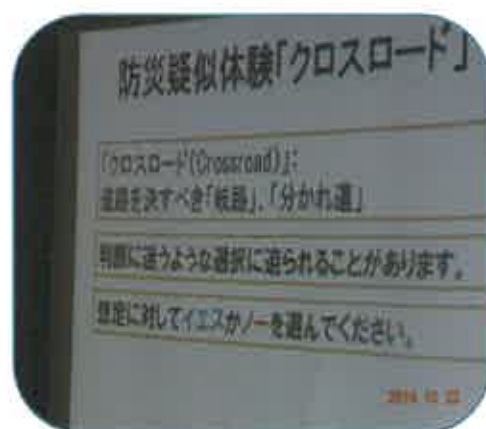 防災疑似体験「クロスロード」
「クロスロード(Crossroad)」:
進路を決すべき「岐路」、「分かれ道」
判断に迷うような選択に迫られることがあります。
想定に対してイエスかノーを選んでください。